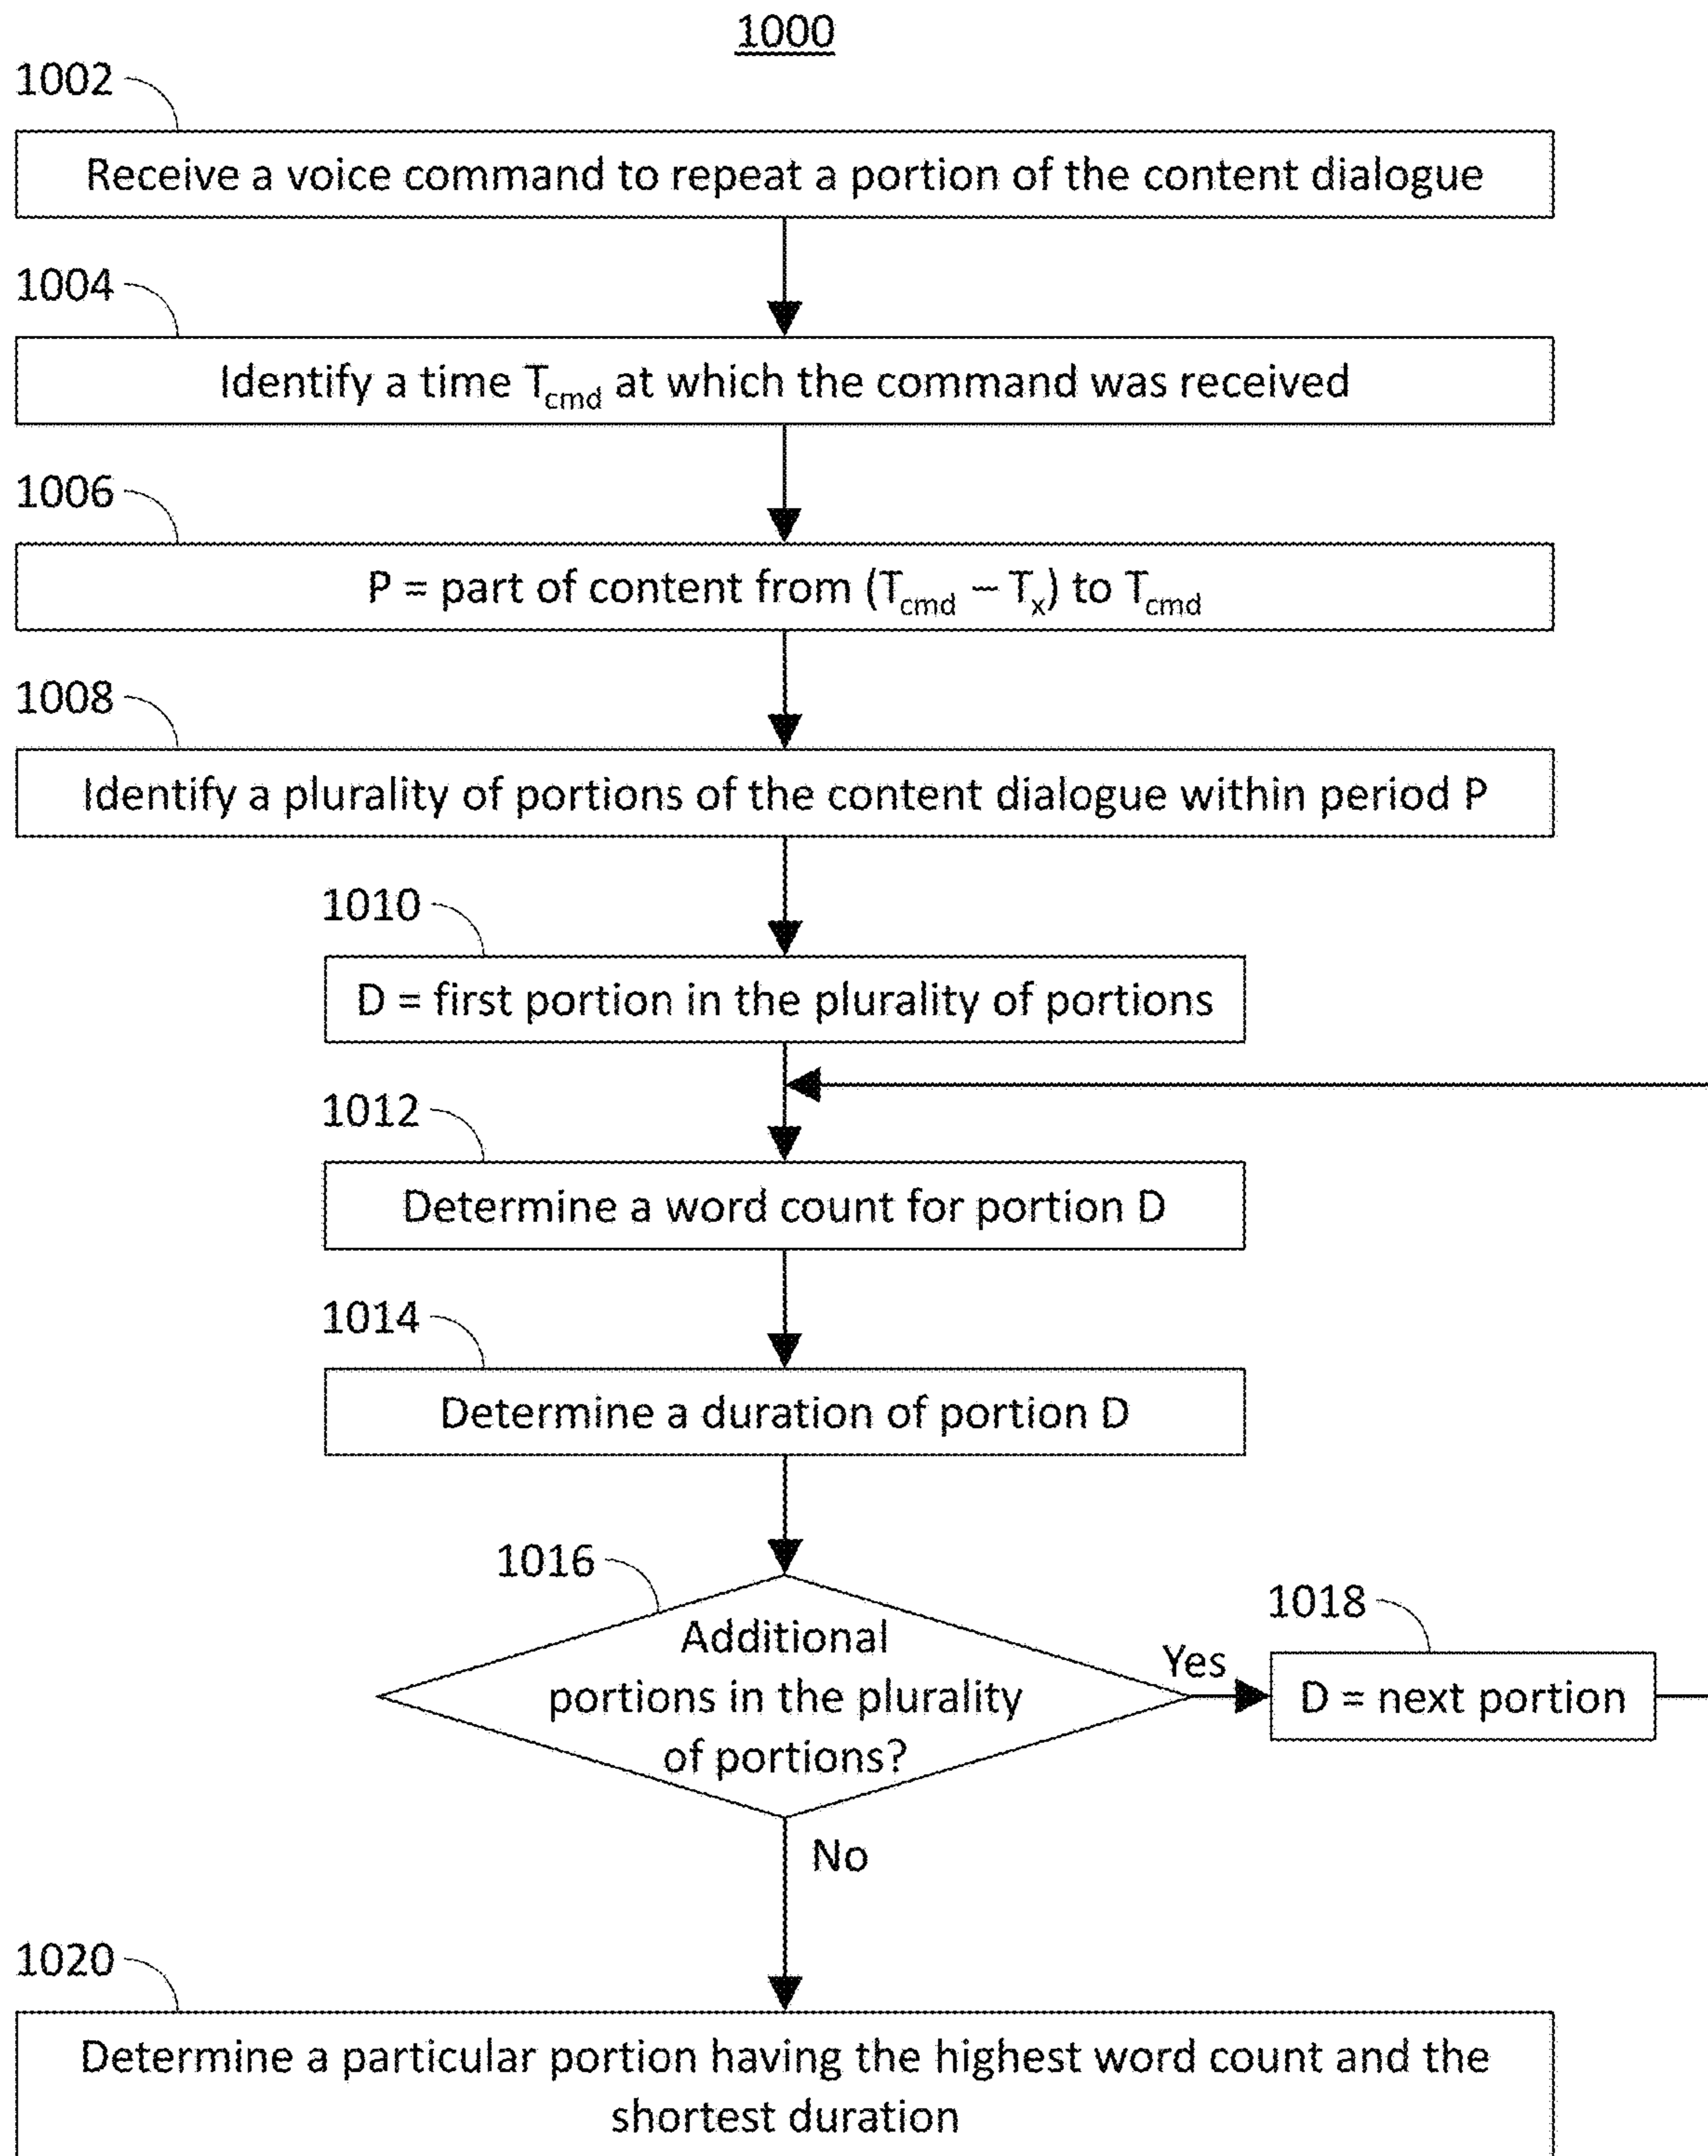 1000
1002
Receive a voice command to repeat a portion of the content dialogue
1004
Identify a time Tcmd at which the command was received
1006
P = part of content from (Tcmd – Tx) to Tcmd
1008
Identify a plurality of portions of the content dialogue within period P
1010
D = first portion in the plurality of portions
1012
Determine a word count for portion D
1014
Determine a duration of portion D
1016
Additional
portions in the plurality
of portions?
Yes
1018
D = next portion
No
1020
Determine a particular portion having the highest word count and the
shortest duration